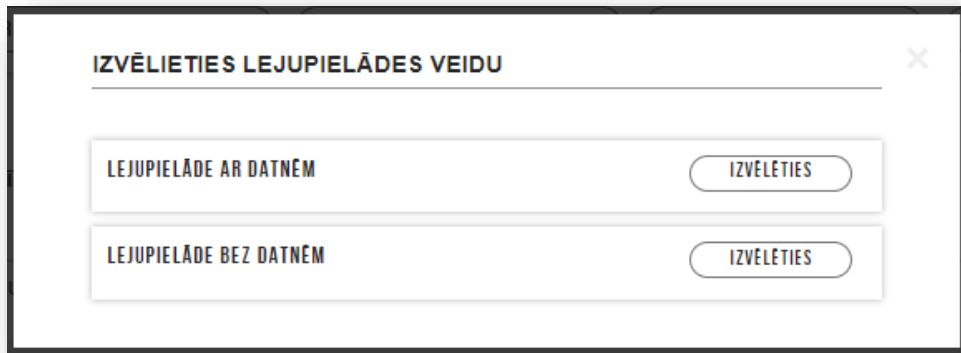 IZVĒLIETIES LEJUPIELĀDES VEIDU
LEJUPIELĀDE AR DATNĒM
IZVĒLĒTIES
LEJUPIELĀDE BEZ DATNĒM
IZVĒLĒTIES